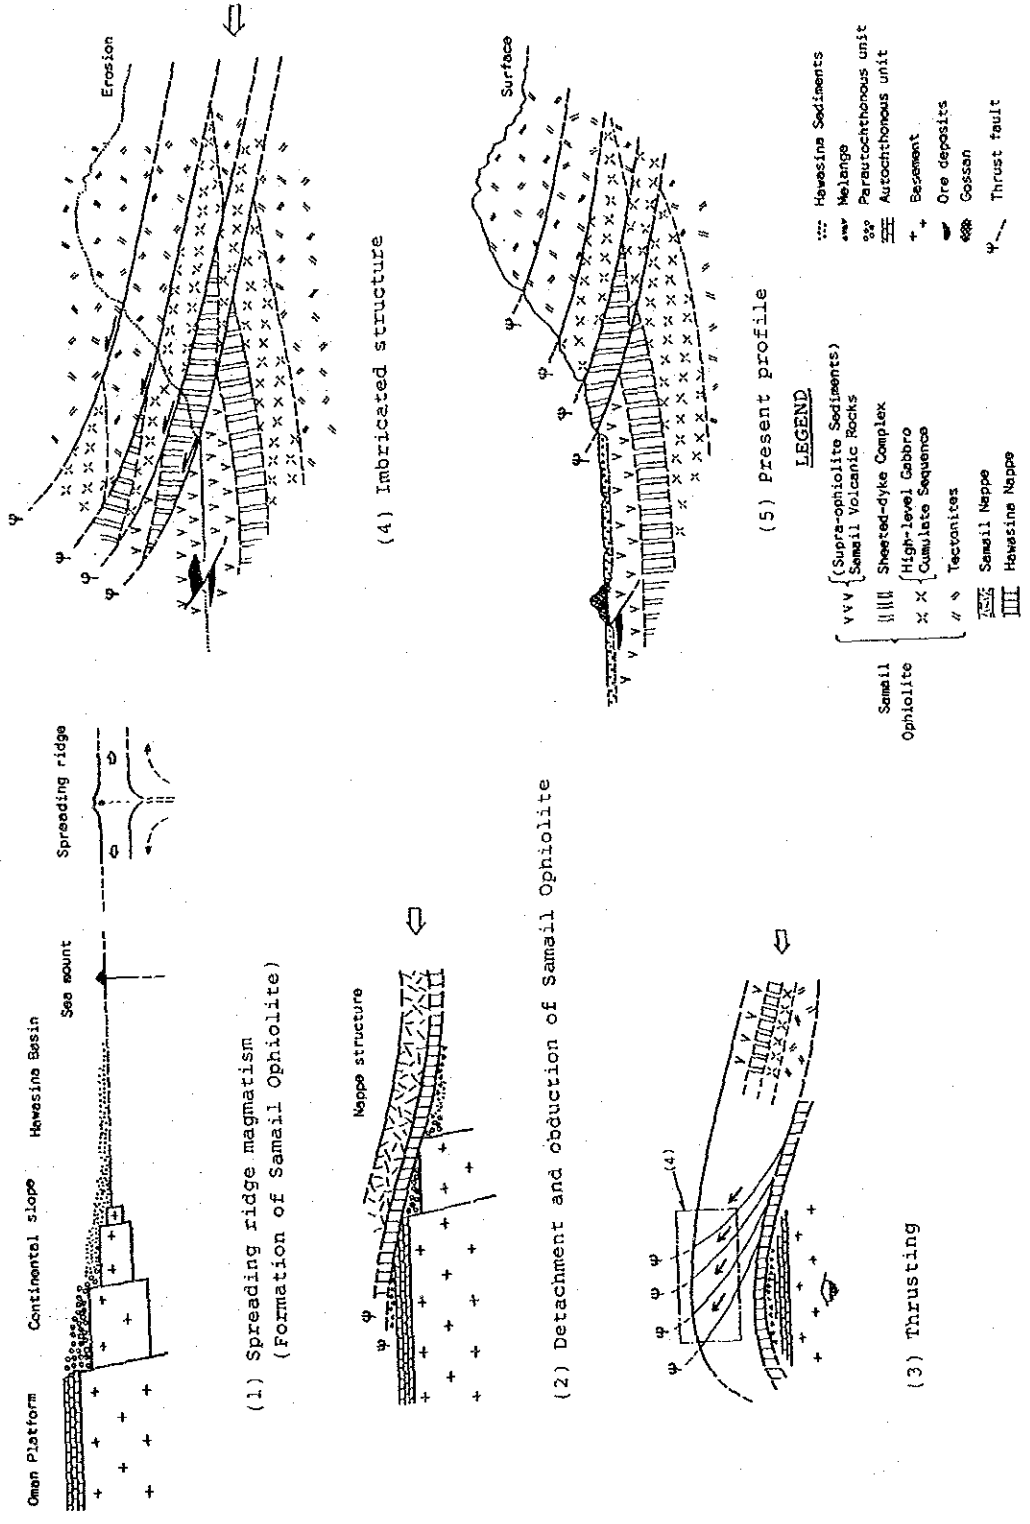 Oman Platform
Continental slope
Hawasina Basin
Sea mount
Spreading ridge
(1) Spreading ridge magmatism
(Formation of Samail Ophiolite)
Nappe structure
φ
φ
(2) Detachment and obduction of Samail Ophiolite
(4)
φ
φ
φ
φ
(3) Thrusting
Erosion
φ
φ
φ
φ
(4) Imbricated structure
Surface
φ
φ
φ
φ
(5) Present profile
LEGEND
Samail
Ophiolite
(Supra-ophiolite Sediments)
Samail Volcanic Rocks
Sheeted-dyke Complex
High-level Gabbro
Cumulate Sequence
Tectonites
Samail Nappe
Hawasina Nappe
Hawasina Sediments
Melange
Parautochthonous unit
Autochthonous unit
Basement
Ore deposits
Gossan
φ Thrust fault